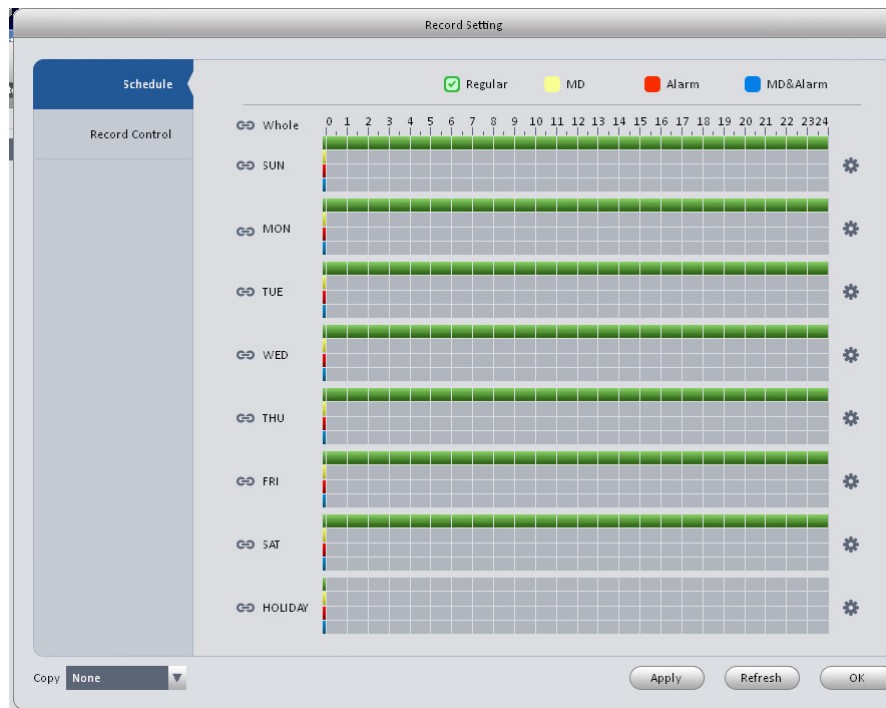 Record Setting
Schedule
Record Control
Regular MD Alarm MD&Alarm
Whole 0 1 2 3 4 5 6 7 8 9 10 11 12 13 14 15 16 17 18 19 20 21 22 23 24
SUN
MON
TUE
WED
THU
FRI
SAT
HOLIDAY
Copy None Apply Refresh OK